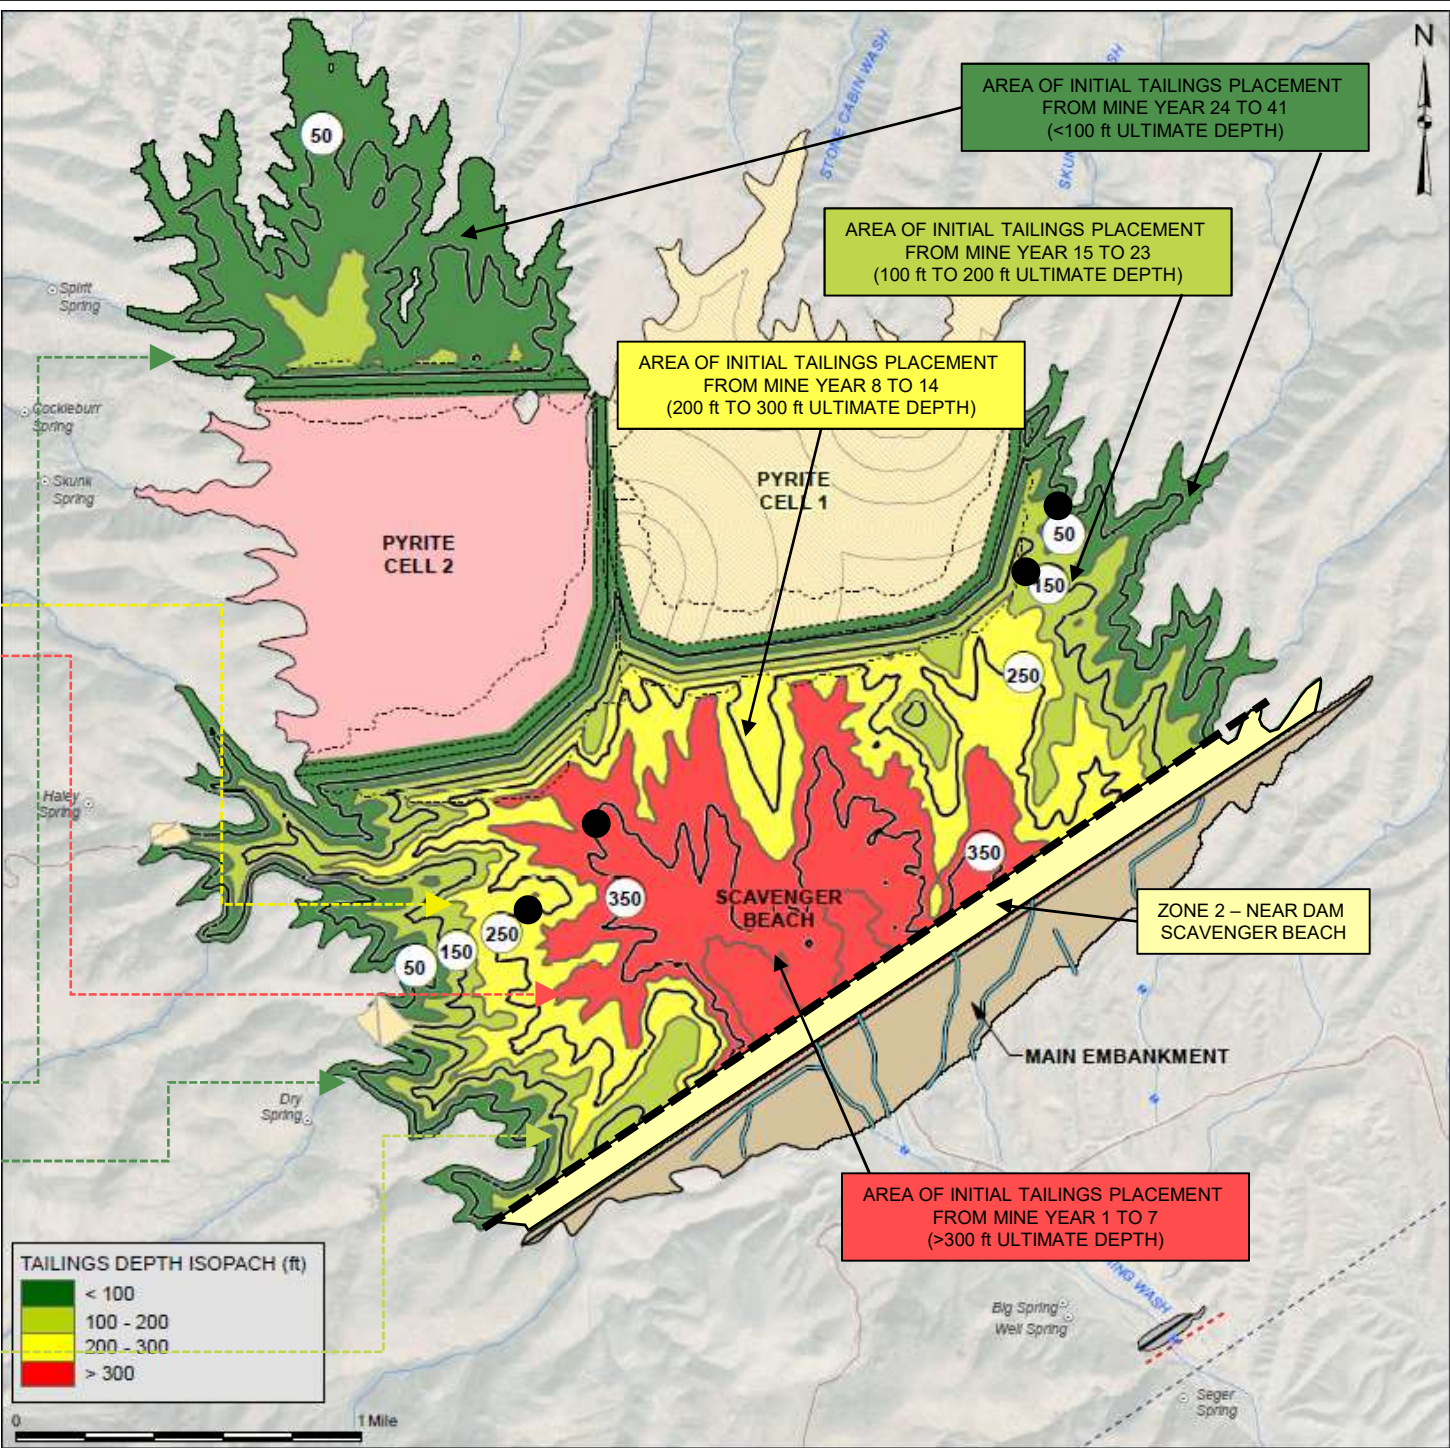 N
STONE CABIN WASH
AREA OF INITIAL TAILINGS PLACEMENT
FROM MINE YEAR 24 TO 41
(<100 ft ULTIMATE DEPTH)
50
AREA OF INITIAL TAILINGS PLACEMENT
FROM MINE YEAR 15 TO 23
(100 ft TO 200 ft ULTIMATE DEPTH)
Spirit
Spring
AREA OF INITIAL TAILINGS PLACEMENT
FROM MINE YEAR 8 TO 14
(200 ft TO 300 ft ULTIMATE DEPTH)
Cockleburr
Spring
Skunk
Spring
PYRITE
CELL 1
PYRITE
CELL 2
50
150
250
Haley
Spring
350
350
SCAVENGER
BEACH
250
150
50
ZONE 2 – NEAR DAM
SCAVENGER BEACH
MAIN EMBANKMENT
Dry
Spring
AREA OF INITIAL TAILINGS PLACEMENT
FROM MINE YEAR 1 TO 7
(>300 ft ULTIMATE DEPTH)
TAILINGS DEPTH ISOPACH (ft)
< 100
100 - 200
200 - 300
> 300
WASH
Big Spring
Well Spring
Seger
Spring
0
1 Mile